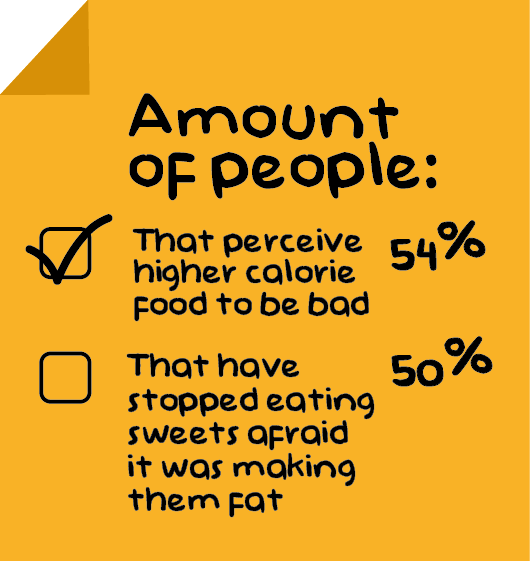 Amount
of people:
That perceive
higher calorie
food to be bad
54%
That have
stopped eating
sweets afraid
it was making
them fat
50%